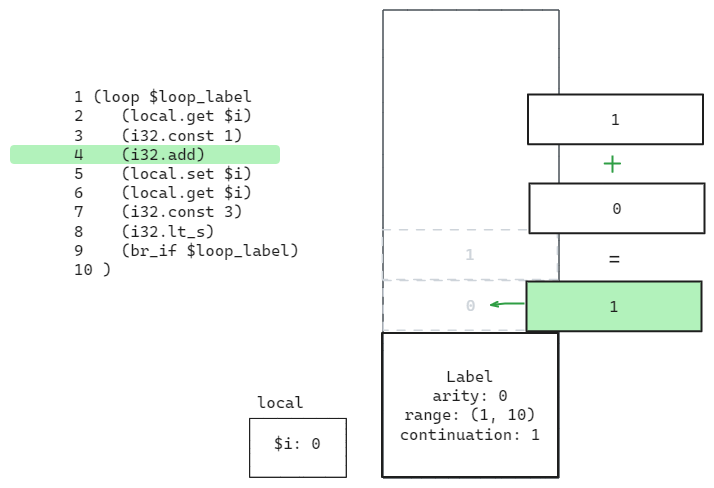 1 (loop $loop_label
2    (local.get $i)
3    (i32.const 1)
4    (i32.add)
5    (local.set $i)
6    (local.get $i)
7    (i32.const 3)
8    (i32.lt_s)
9    (br_if $loop_label)
10 )
1
+
0
=
1
1
0
Label
arity: 0
range: (1, 10)
continuation: 1
local
$i: 0